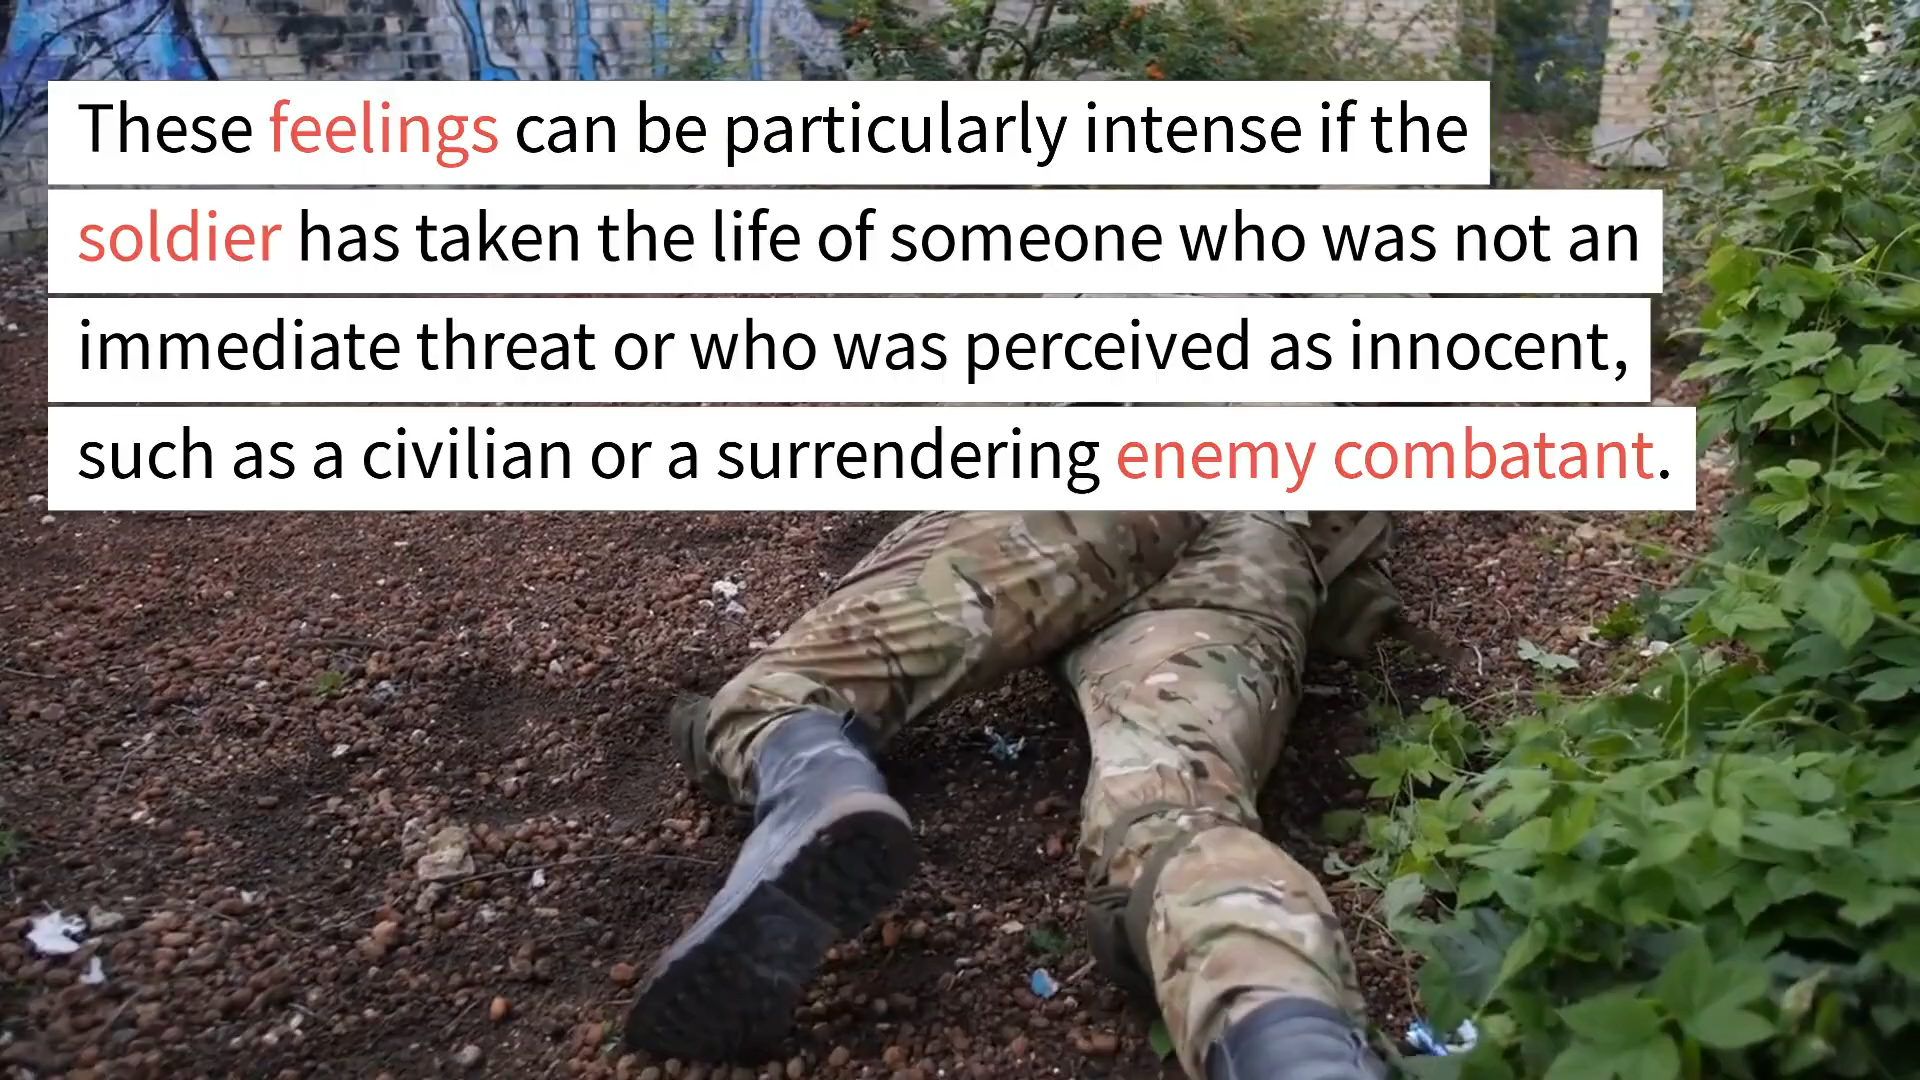 These feelings can be particularly intense if the
soldier has taken the life of someone who was not an
immediate threat or who was perceived as innocent,
such as a civilian or a surrendering enemy combatant.